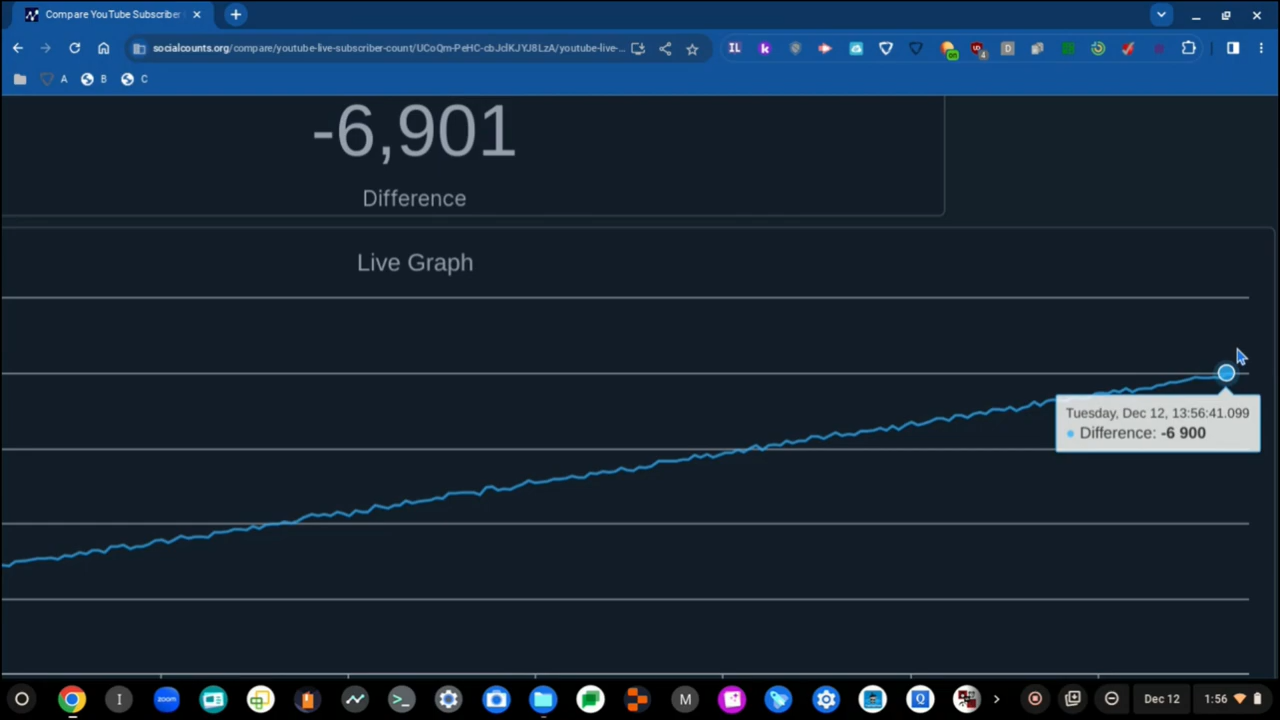 Compare YouTube Subscriber
socialcounts.org/compare/youtube-live-subscriber-count/UCoQm-PeHC-cbJclKJYJ8LzA/youtube-live-...
A B C
-6,901
Difference
Live Graph
Tuesday, Dec 12, 13:56:41.099
Difference: -6 900
Dec 12 1:56